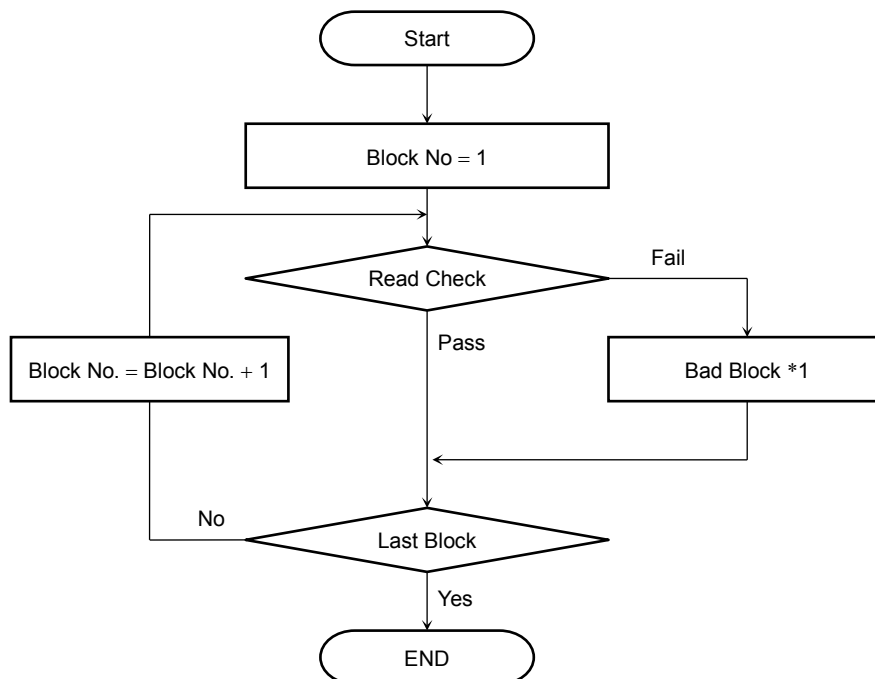 Start
Block No = 1
Read Check
Fail
Pass
Block No. = Block No. + 1
Bad Block *1
No
Last Block
Yes
END